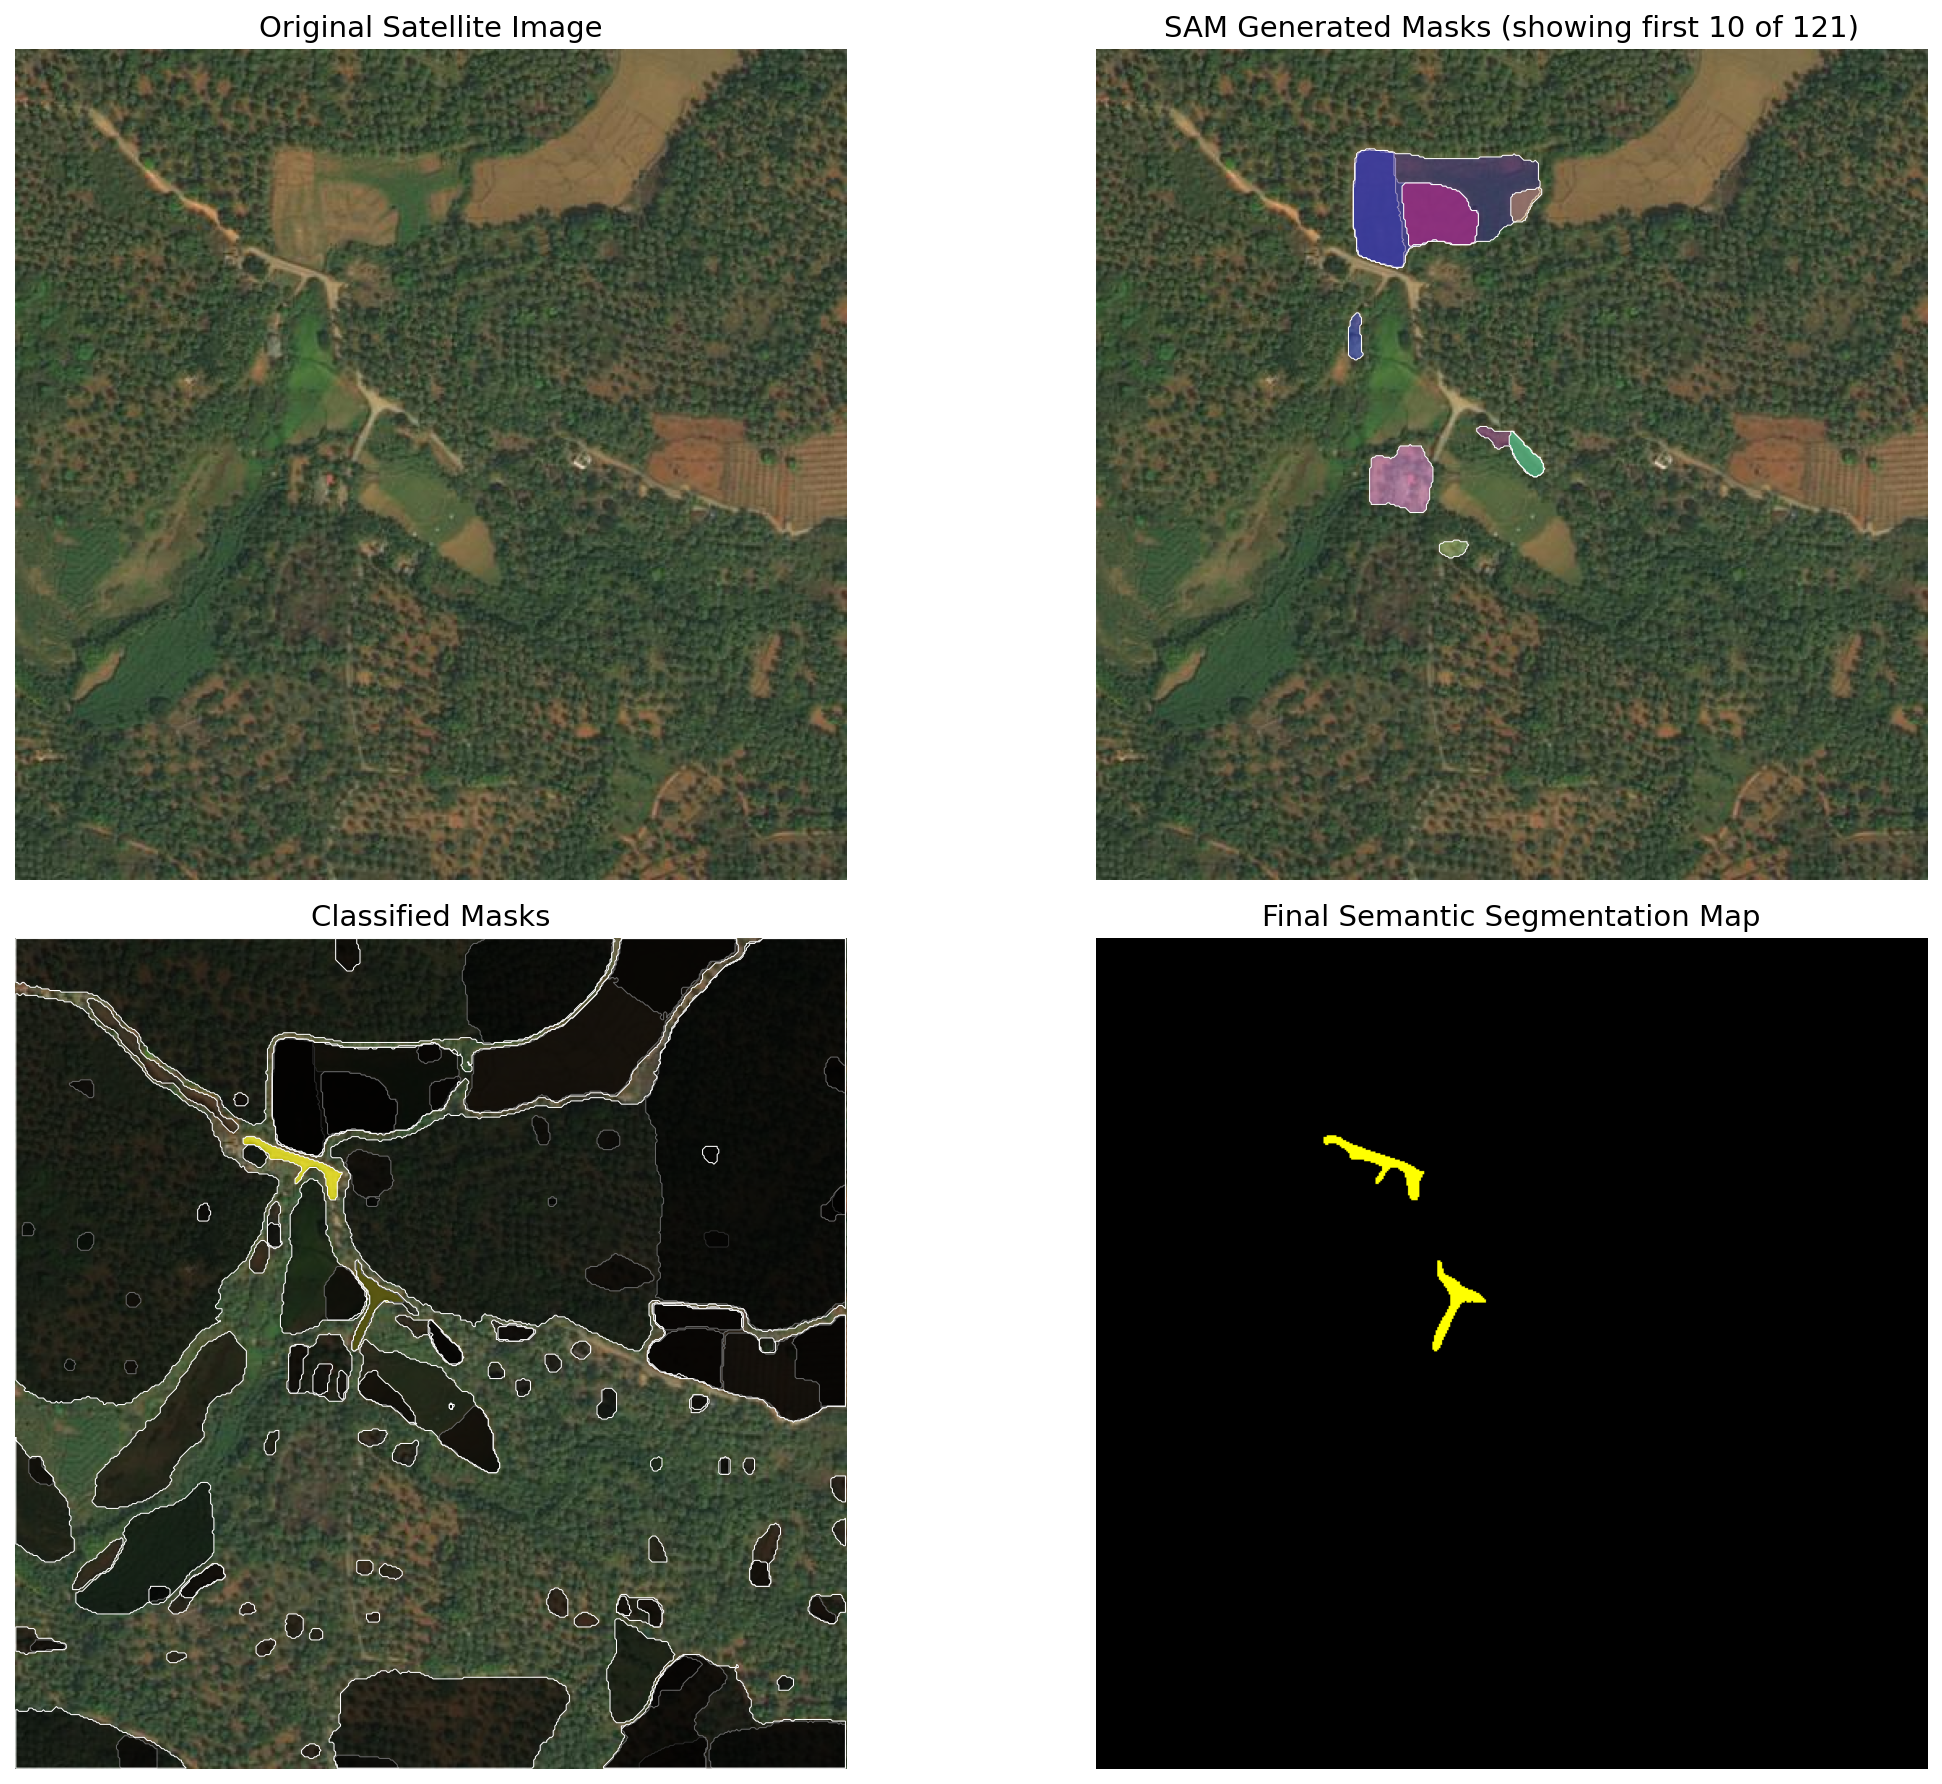 Original Satellite Image
SAM Generated Masks (showing first 10 of 121)
Classified Masks
Final Semantic Segmentation Map